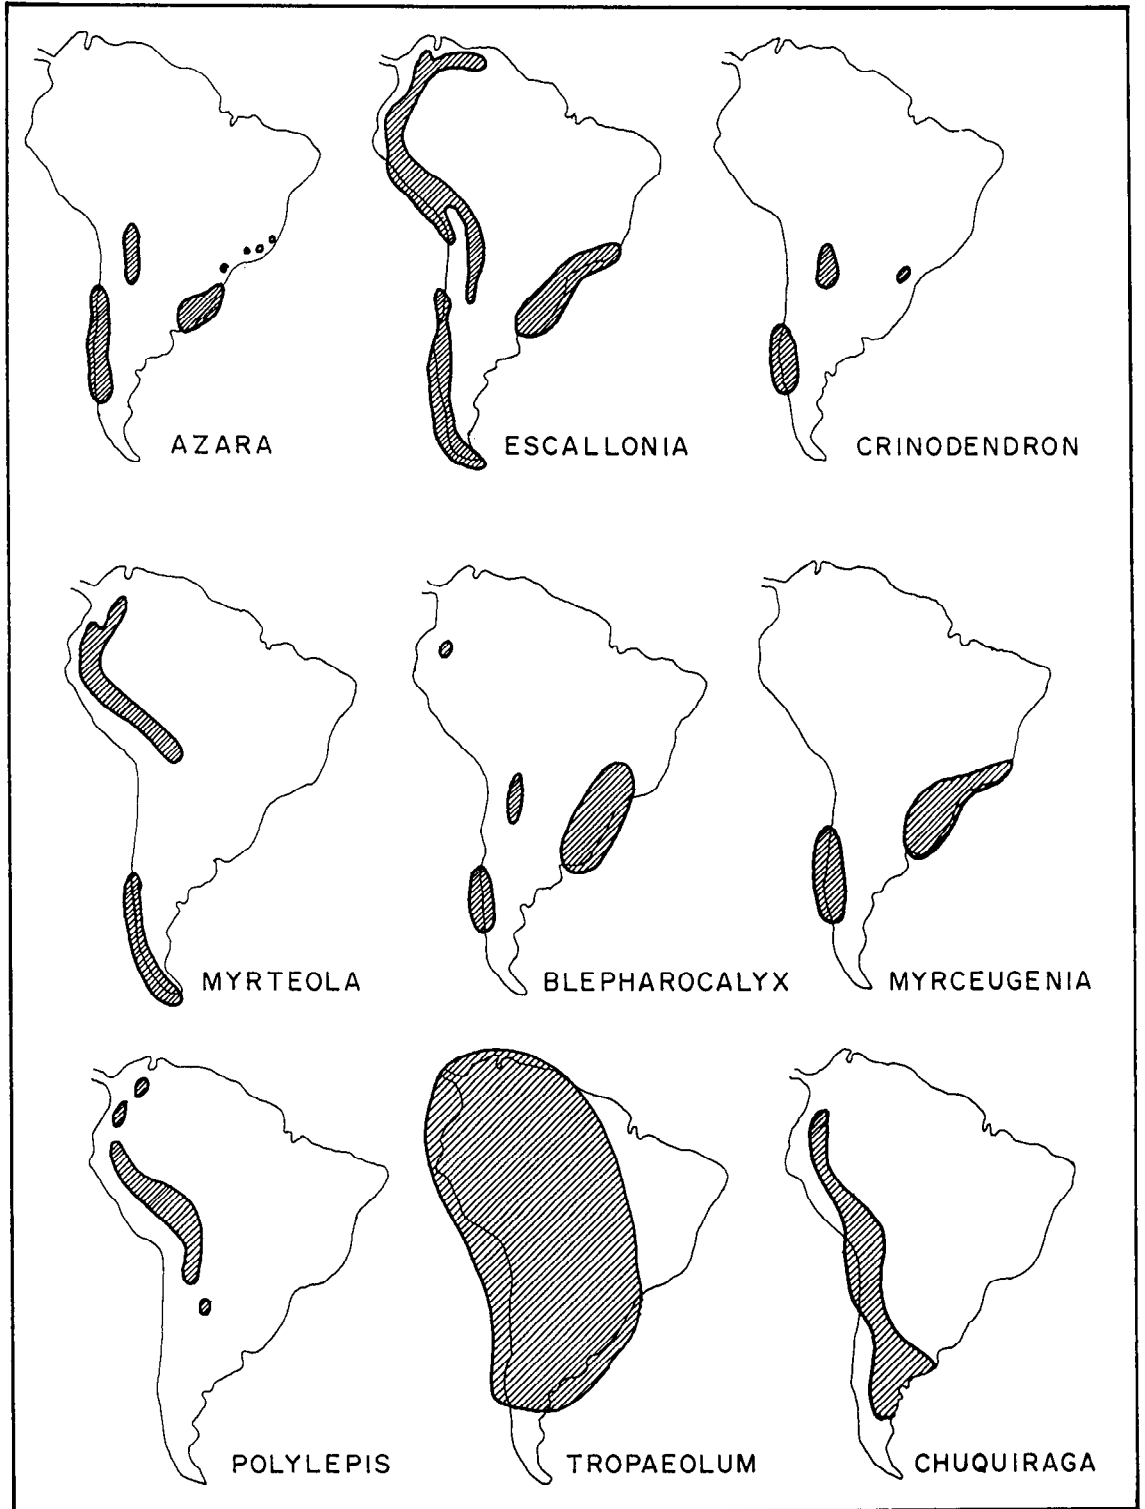 AZARA
ESCALLONIA
CRINODENDRON
MYRTEOLA
BLEPHAROCALYX
MYRCEUGENIA
POLYLEPIS
TROPAEOLUM
CHUQUIRAGA